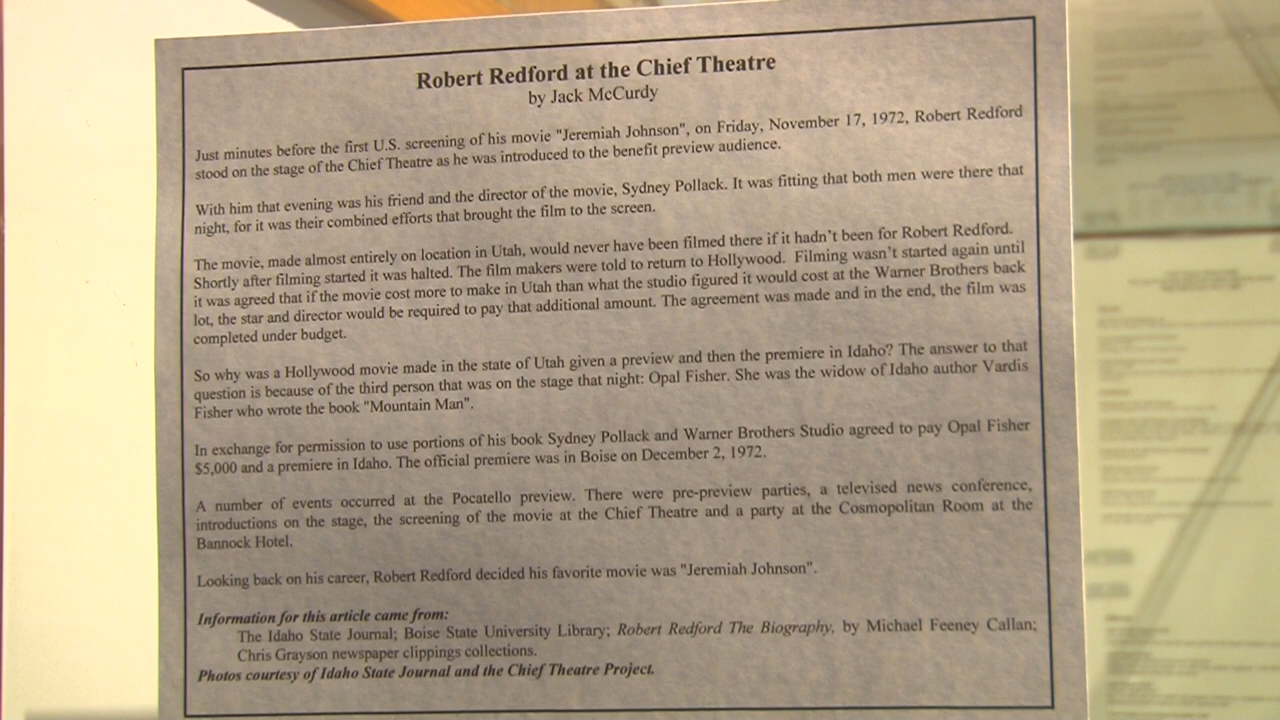 Robert Redford at the Chief Theatre
by Jack McCurdy
Just minutes before the first U.S. screening of his movie "Jeremiah Johnson", on Friday, November 17, 1972, Robert Redford
stood on the stage of the Chief Theatre as he was introduced to the benefit preview audience.
With him that evening was his friend and the director of the movie, Sydney Pollack. It was fitting that both men were there that
night, for it was their combined efforts that brought the film to the screen.
The movie, made almost entirely on location in Utah, would never have been filmed there if it hadn't been for Robert Redford.
Shortly after filming started it was halted. The film makers were told to return to Hollywood. Filming wasn't started again until
it was agreed that if the movie cost more to make in Utah than what the studio figured it would cost at the Warner Brothers back
lot, the star and director would be required to pay that additional amount. The agreement was made and in the end, the film was
completed under budget.
So why was a Hollywood movie made in the state of Utah given a preview and then the premiere in Idaho? The answer to that
question is because of the third person that was on the stage that night: Opal Fisher. She was the widow of Idaho author Vardis
Fisher who wrote the book "Mountain Man".
In exchange for permission to use portions of his book Sydney Pollack and Warner Brothers Studio agreed to pay Opal Fisher
$5,000 and a premiere in Idaho. The official premiere was in Boise on December 2, 1972.
A number of events occurred at the Pocatello preview. There were pre-preview parties, a televised news conference,
introductions on the stage, the screening of the movie at the Chief Theatre and a party at the Cosmopolitan Room at the
Bannock Hotel.
Looking back on his career, Robert Redford decided his favorite movie was "Jeremiah Johnson".
Information for this article came from:
The Idaho State Journal; Boise State University Library; Robert Redford The Biography, by Michael Feeney Callan;
Chris Grayson newspaper clippings collections.
Photos courtesy of Idaho State Journal and the Chief Theatre Project.